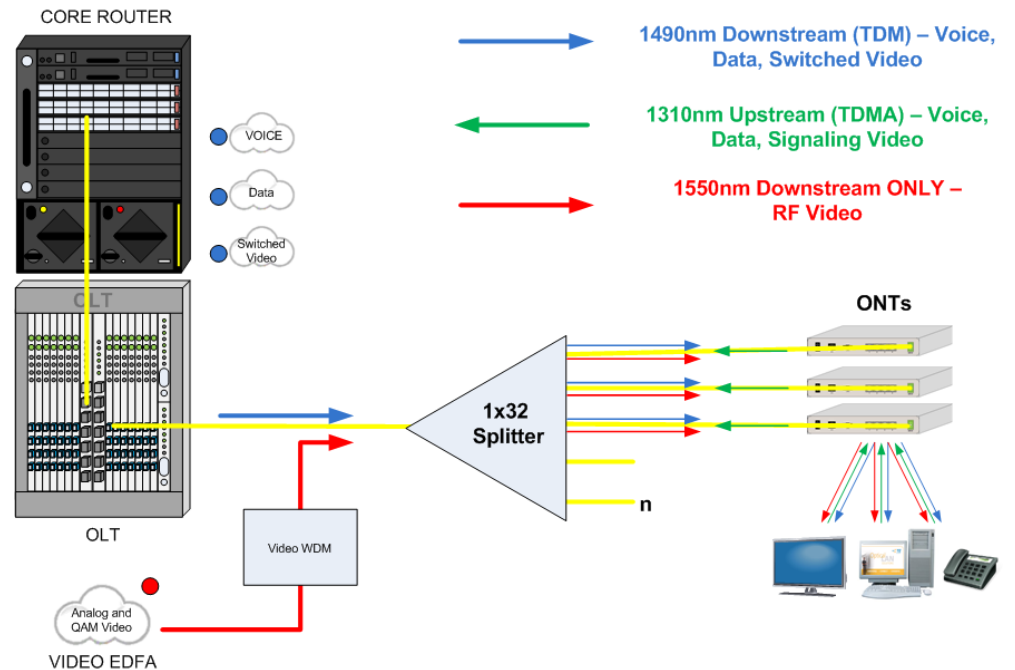 CORE ROUTER
1490nm Downstream (TDM) – Voice,
Data, Switched Video
1310nm Upstream (TDMA) – Voice,
Data, Signaling Video
1550nm Downstream ONLY –
RF Video
VOICE
Data
Switched
Video
OLT
ONTs
1x32
Splitter
n
OLT
Video WDM
Analog and
QAM Video
VIDEO EDFA